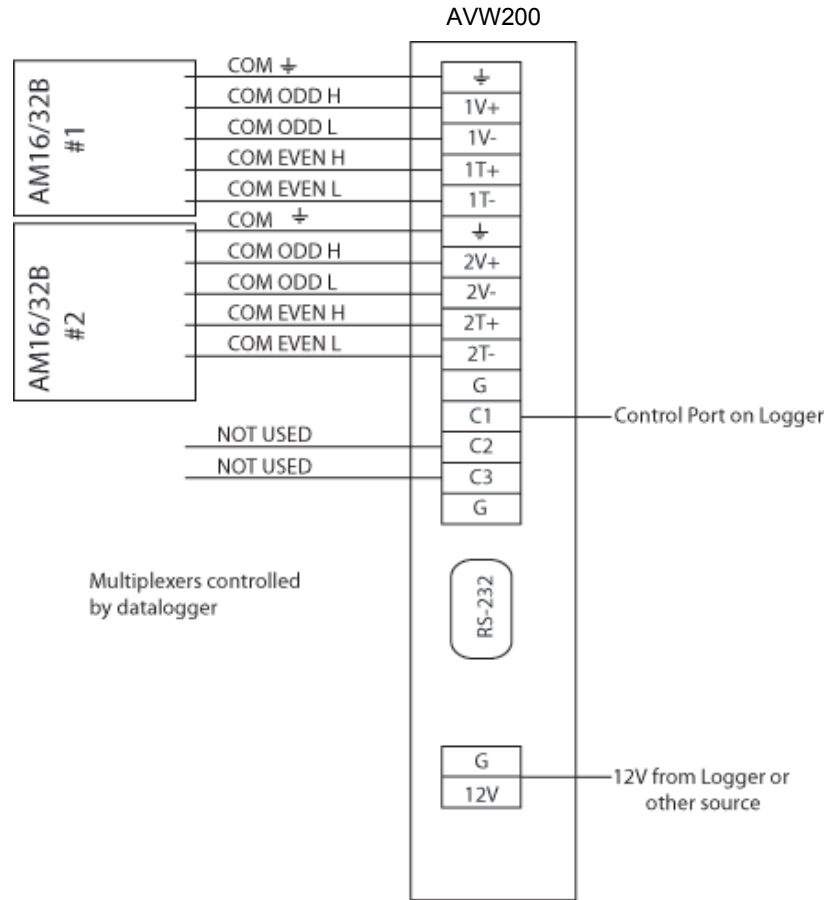 AVW200
AM16/32B
#1
COM ⏚
COM ODD H
COM ODD L
COM EVEN H
COM EVEN L
AM16/32B
#2
COM ⏚
COM ODD H
COM ODD L
COM EVEN H
COM EVEN L
NOT USED
NOT USED
⏚
1V+
1V-
1T+
1T-
⏚
2V+
2V-
2T+
2T-
G
C1
C2
C3
G
Control Port on Logger
Multiplexers controlled
by datalogger
RS-232
G
12V
12V from Logger or
other source